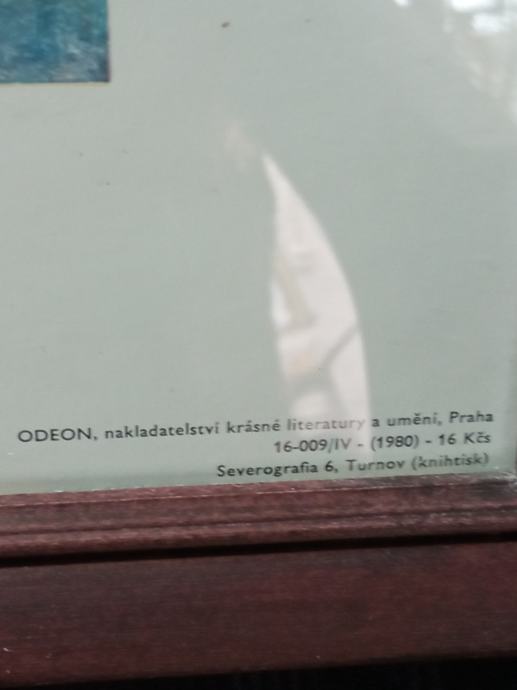 ODEON, nakladatelství krásné literatury a umění, Praha
16-009/IV - (1980) - 16 Kčs
Severografia 6, Turnov (knihtisk)